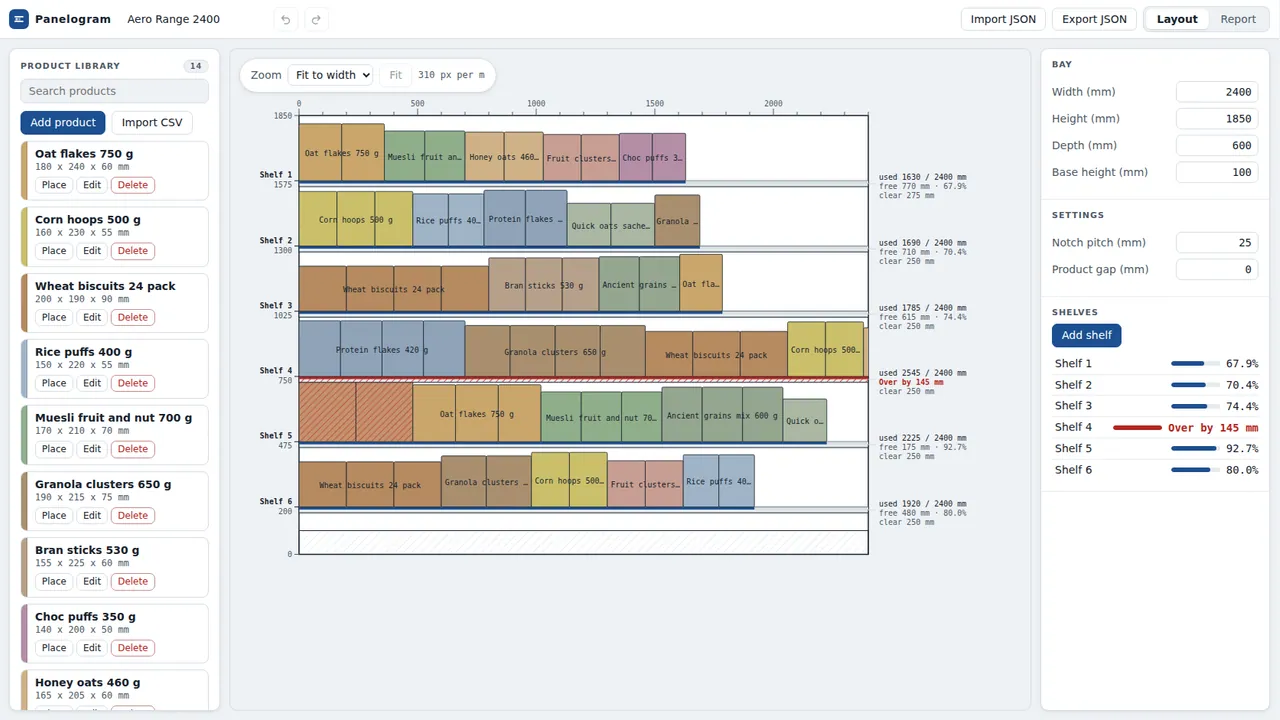 Panelogram
Aero Range 2400
Import JSON
Export JSON
Layout
Report
PRODUCT LIBRARY
14
Search products
Add product
Import CSV
Oat flakes 750 g
180 x 240 x 60 mm
Place
Edit
Delete
Corn hoops 500 g
160 x 230 x 55 mm
Place
Edit
Delete
Wheat biscuits 24 pack
200 x 190 x 90 mm
Place
Edit
Delete
Rice puffs 400 g
150 x 220 x 55 mm
Place
Edit
Delete
Muesli fruit and nut 700 g
170 x 210 x 70 mm
Place
Edit
Delete
Granola clusters 650 g
190 x 215 x 75 mm
Place
Edit
Delete
Bran sticks 530 g
155 x 225 x 60 mm
Place
Edit
Delete
Choc puffs 350 g
140 x 200 x 50 mm
Place
Edit
Delete
Honey oats 460 g
165 x 205 x 60 mm
Zoom
Fit to width
Fit
310 px per m
0
500
1000
1500
2000
1850
Oat flakes 750 g
Muesli fruit an…
Honey oats 460…
Fruit clusters…
Choc puffs 3…
Shelf 1
1575
used 1630 / 2400 mm
free 770 mm · 67.9%
clear 275 mm
Corn hoops 500 g
Rice puffs 40…
Protein flakes …
Quick oats sache…
Granola …
Shelf 2
1300
used 1690 / 2400 mm
free 710 mm · 70.4%
clear 250 mm
Wheat biscuits 24 pack
Bran sticks 530 g
Ancient grains …
Oat fla…
Shelf 3
1025
used 1785 / 2400 mm
free 615 mm · 74.4%
clear 250 mm
Protein flakes 420 g
Granola clusters 650 g
Wheat biscuits 24 pack
Corn hoops 500…
Shelf 4
750
used 2545 / 2400 mm
Over by 145 mm
clear 250 mm
Oat flakes 750 g
Muesli fruit and nut 70…
Ancient grains mix 600 g
Quick o…
Shelf 5
475
used 2225 / 2400 mm
free 175 mm · 92.7%
clear 250 mm
Wheat biscuits 24 pack
Granola clusters …
Corn hoops 500…
Fruit clusters…
Rice puffs 40…
Shelf 6
200
used 1920 / 2400 mm
free 480 mm · 80.0%
clear 250 mm
0
BAY
Width (mm)
2400
Height (mm)
1850
Depth (mm)
600
Base height (mm)
100
SETTINGS
Notch pitch (mm)
25
Product gap (mm)
0
SHELVES
Add shelf
Shelf 1
67.9%
Shelf 2
70.4%
Shelf 3
74.4%
Shelf 4
Over by 145 mm
Shelf 5
92.7%
Shelf 6
80.0%